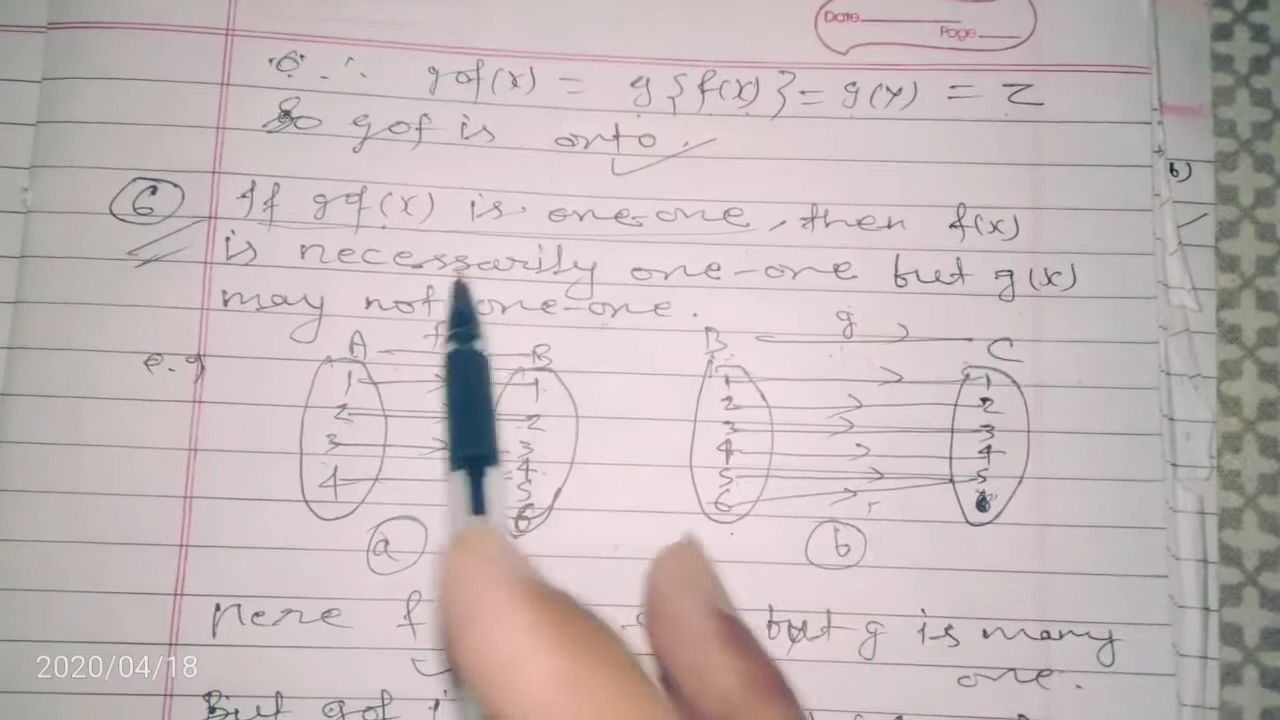 Date
Page
∴ gof(x) = g{f(x)} = g(y) = z
So gof is onto.
6 If gof(x) is one-one, then f(x)
is necessarily one-one but g(x)
may not one-one.
e.g A B B g C
1 1 1 1
2 2 2 2
3 3 3 3
4 4 4 4
5 5 5
6 6
a b
Here f but g is many
one.
But gof
b)
2020/04/18